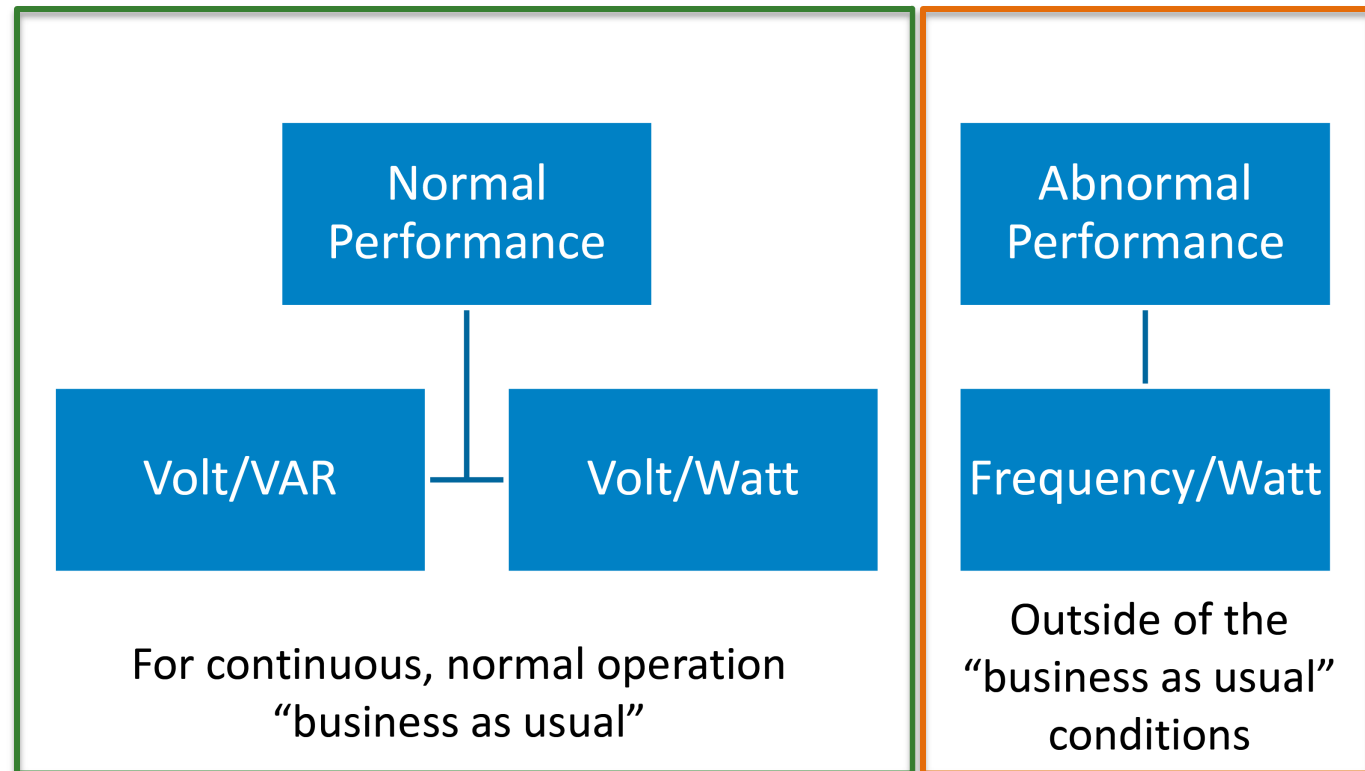 Normal
Performance
Volt/VAR
Volt/Watt
For continuous, normal operation
“business as usual”
Abnormal
Performance
Frequency/Watt
Outside of the
“business as usual”
conditions